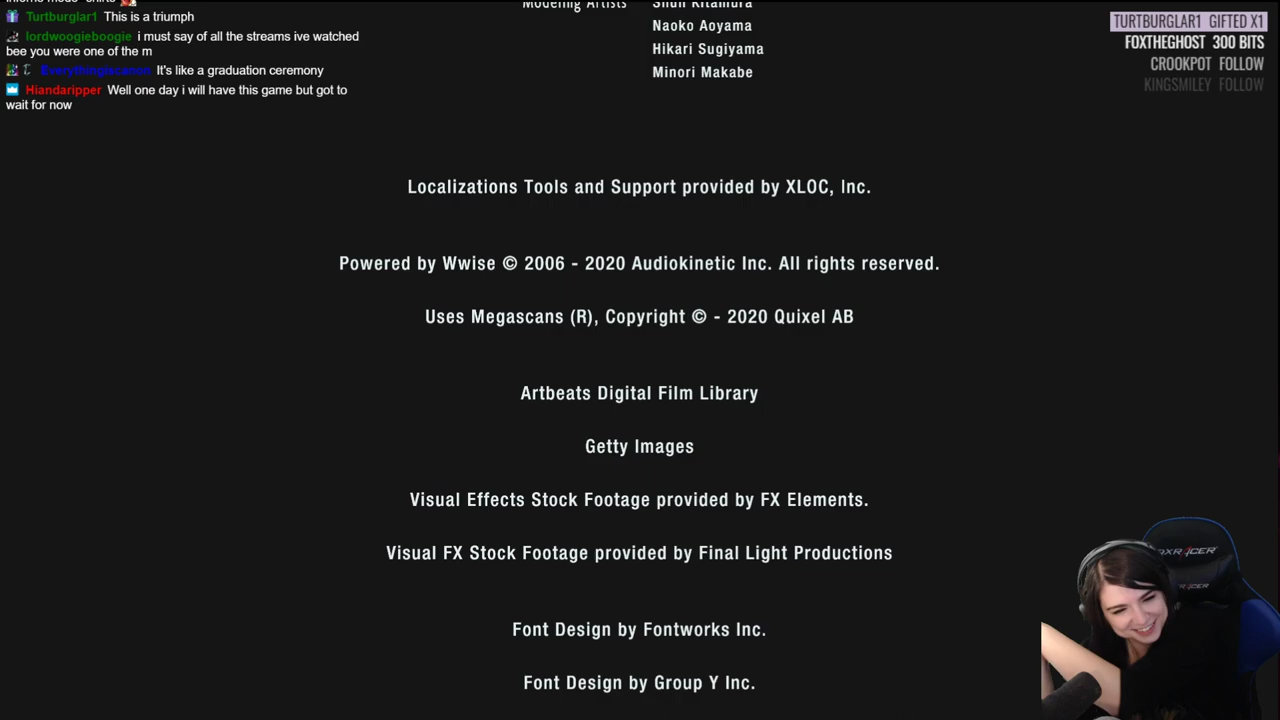 Turtburglar1 This is a triumph
lordwoogieboogie i must say of all the streams ive watched
bee you were one of the m
Everythingiscanon It's like a graduation ceremony
Hiandaripper Well one day i will have this game but got to
wait for now
Modeling Artists Shun Kitamura
Naoko Aoyama
Hikari Sugiyama
Minori Makabe
TURTBURGLAR1 GIFTED X1
FOXTHEGHOST 300 BITS
CROOKPOT FOLLOW
KINGSMILEY FOLLOW
Localizations Tools and Support provided by XLOC, Inc.
Powered by Wwise © 2006 - 2020 Audiokinetic Inc. All rights reserved.
Uses Megascans (R), Copyright © - 2020 Quixel AB
Artbeats Digital Film Library
Getty Images
Visual Effects Stock Footage provided by FX Elements.
Visual FX Stock Footage provided by Final Light Productions
Font Design by Fontworks Inc.
Font Design by Group Y Inc.